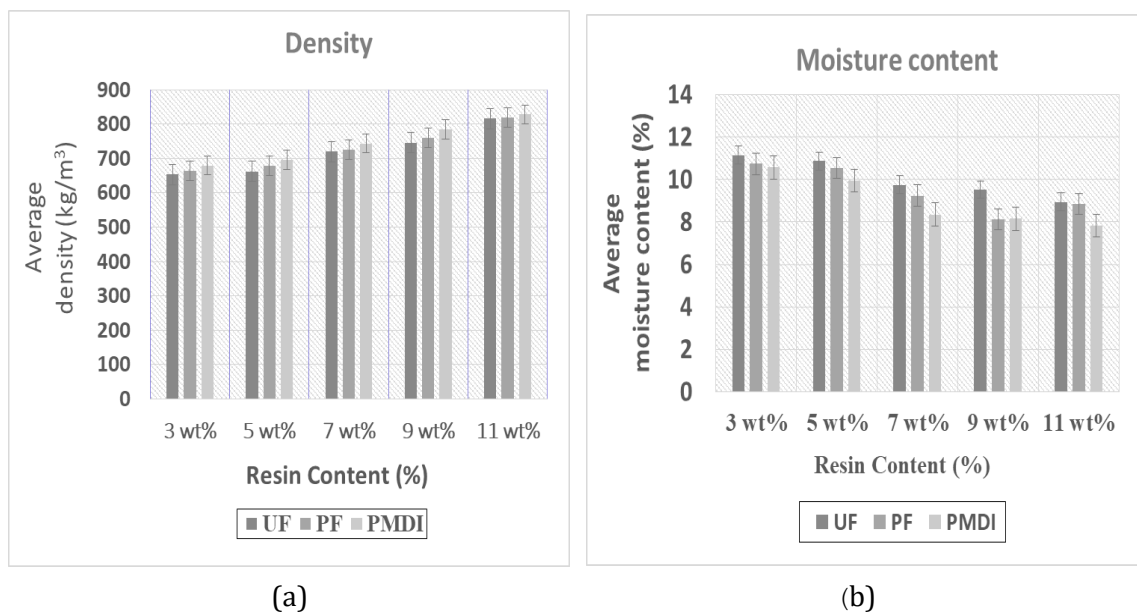 Density
Average
density (kg/m³)
900
800
700
600
500
400
300
200
100
0
3 wt% 5 wt% 7 wt% 9 wt% 11 wt%
Resin Content (%)
UF PF PMDI
(a)
Moisture content
Average
moisture content (%)
14
12
10
8
6
4
2
0
3 wt% 5 wt% 7 wt% 9 wt% 11 wt%
Resin Content (%)
UF PF PMDI
(b)